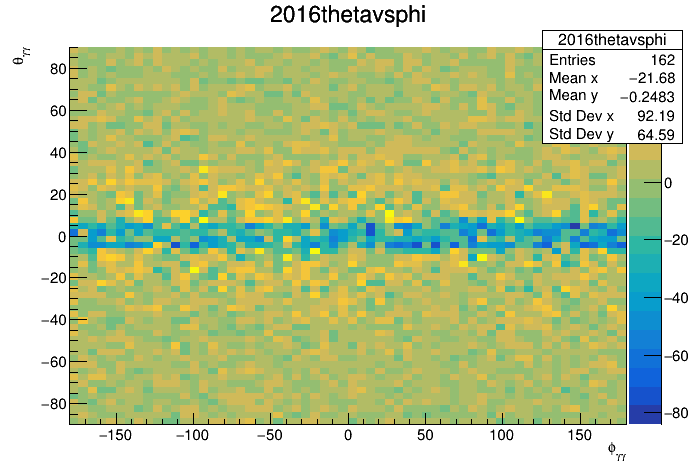 2016thetavsphi
2016thetavsphi
Entries 162
Mean x −21.68
Mean y −0.2483
Std Dev x 92.19
Std Dev y 64.59
θγγ
80
60
40
20
0
−20
−40
−60
−80
−150
−100
−50
0
50
100
150
ϕγγ
0
−20
−40
−60
−80